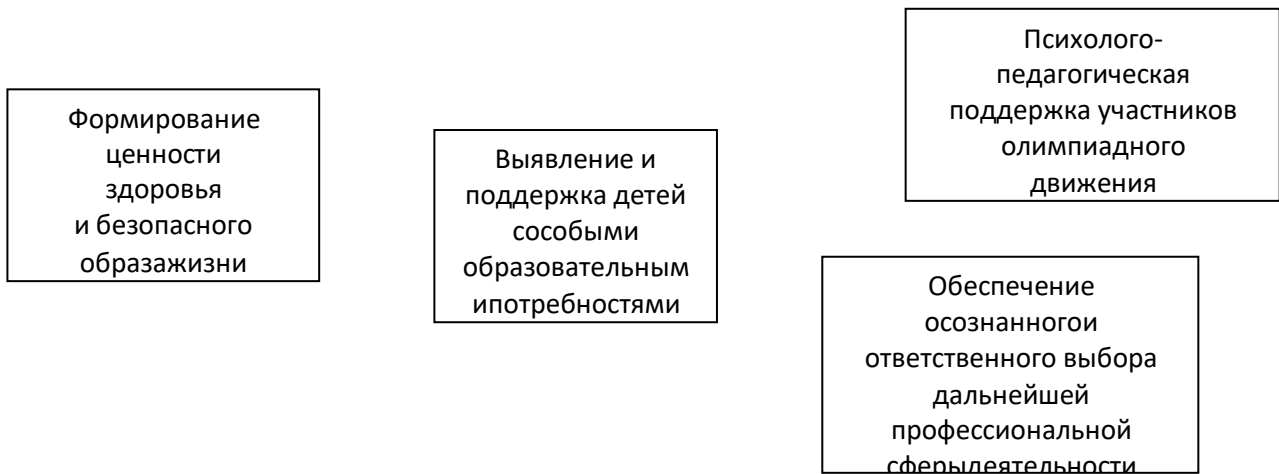 Формирование
ценности
здоровья
и безопасного
образажизни
Выявление и
поддержка детей
сособыми
образовательным
ипотребностями
Психолого-
педагогическая
поддержка участников
олимпиадного
движения
Обеспечение
осознанногои
ответственного выбора
дальнейшей
профессиональной
сферыдеятельности